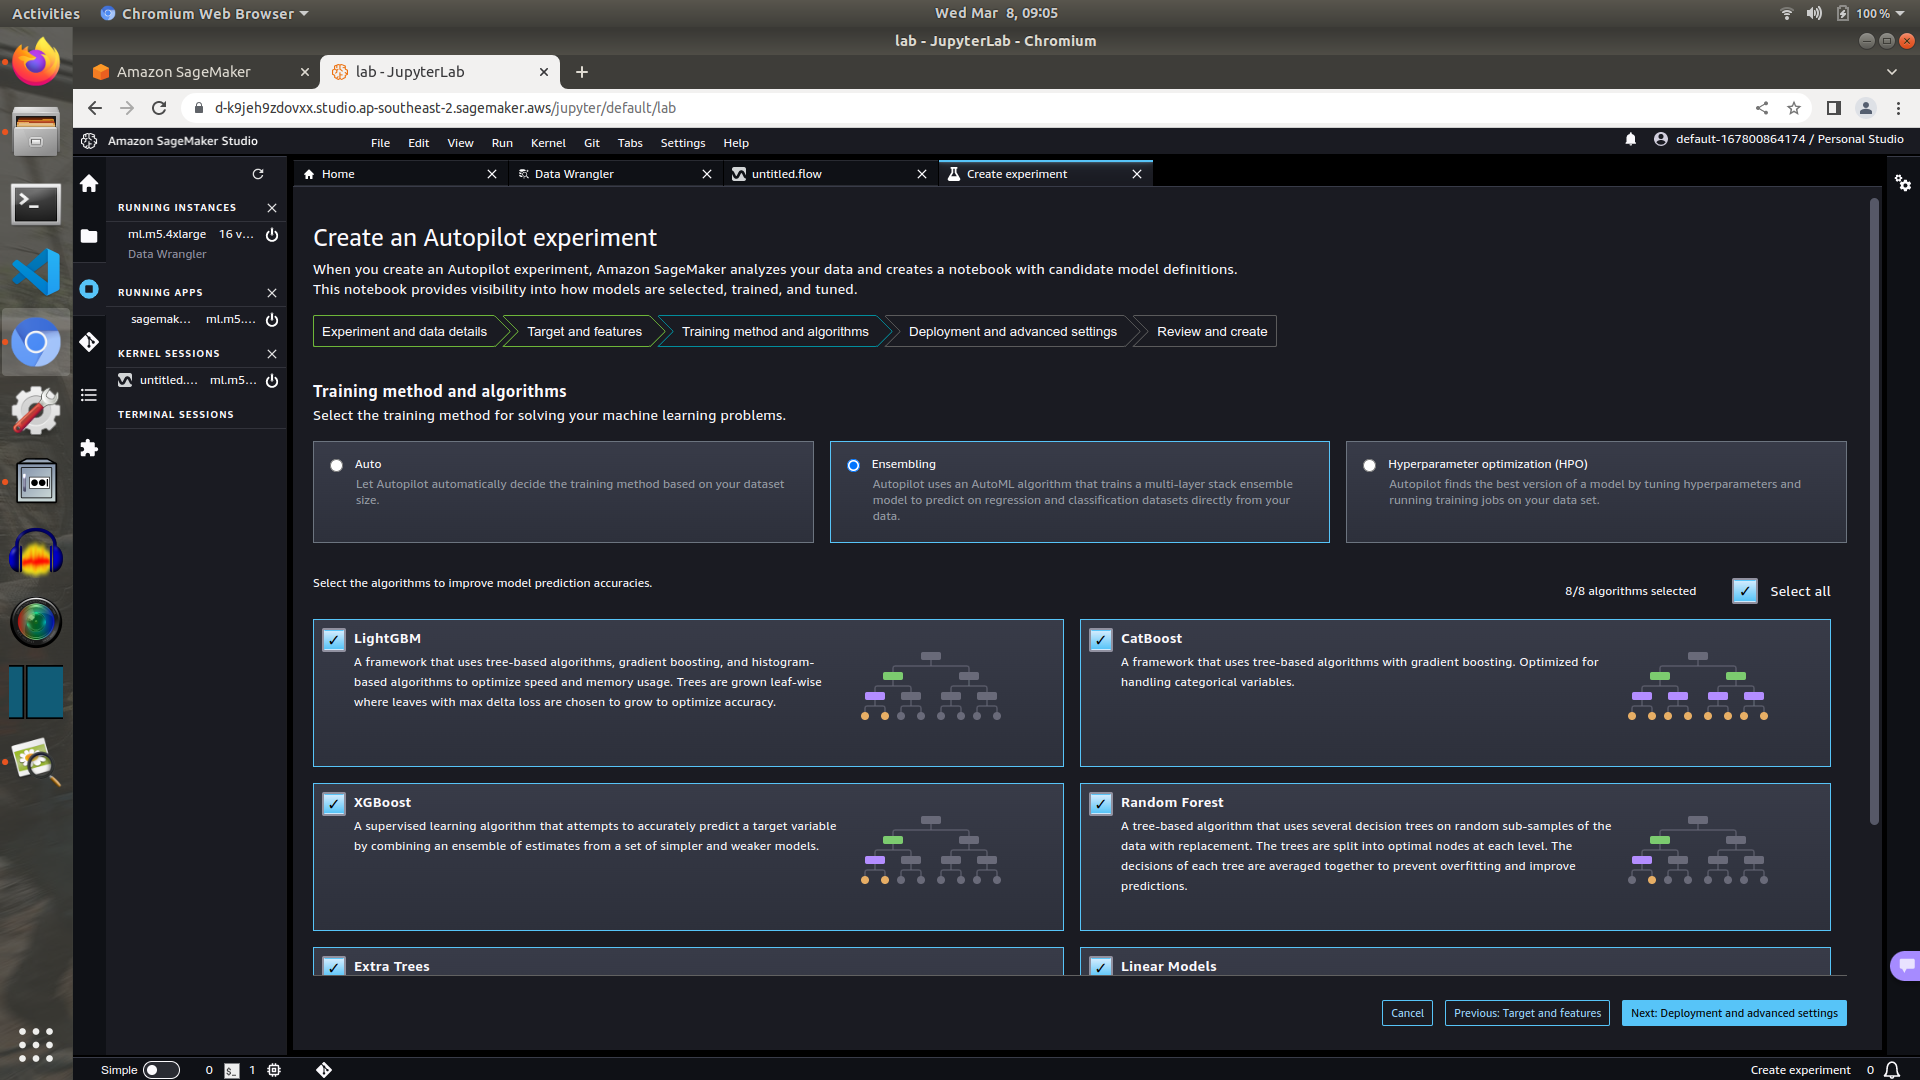 Activities
Chromium Web Browser
Wed Mar 8, 09:05
100 %
lab - JupyterLab - Chromium
Amazon SageMaker
lab - JupyterLab
d-k9jeh9zdovxx.studio.ap-southeast-2.sagemaker.aws/jupyter/default/lab
Amazon SageMaker Studio
File Edit View Run Kernel Git Tabs Settings Help
default-167800864174 / Personal Studio
Home
Data Wrangler
untitled.flow
Create experiment
RUNNING INSTANCES
ml.m5.4xlarge 16 v...
Data Wrangler
RUNNING APPS
sagemak... ml.m5....
KERNEL SESSIONS
untitled.... ml.m5...
TERMINAL SESSIONS
Create an Autopilot experiment
When you create an Autopilot experiment, Amazon SageMaker analyzes your data and creates a notebook with candidate model definitions.
This notebook provides visibility into how models are selected, trained, and tuned.
Experiment and data details
Target and features
Training method and algorithms
Deployment and advanced settings
Review and create
Training method and algorithms
Select the training method for solving your machine learning problems.
Auto
Let Autopilot automatically decide the training method based on your dataset
size.
Ensembling
Autopilot uses an AutoML algorithm that trains a multi-layer stack ensemble
model to predict on regression and classification datasets directly from your
data.
Hyperparameter optimization (HPO)
Autopilot finds the best version of a model by tuning hyperparameters and
running training jobs on your data set.
Select the algorithms to improve model prediction accuracies.
8/8 algorithms selected
Select all
LightGBM
A framework that uses tree-based algorithms, gradient boosting, and histogram-
based algorithms to optimize speed and memory usage. Trees are grown leaf-wise
where leaves with max delta loss are chosen to grow to optimize accuracy.
CatBoost
A framework that uses tree-based algorithms with gradient boosting. Optimized for
handling categorical variables.
XGBoost
A supervised learning algorithm that attempts to accurately predict a target variable
by combining an ensemble of estimates from a set of simpler and weaker models.
Random Forest
A tree-based algorithm that uses several decision trees on random sub-samples of the
data with replacement. The trees are split into optimal nodes at each level. The
decisions of each tree are averaged together to prevent overfitting and improve
predictions.
Extra Trees
Linear Models
Cancel
Previous: Target and features
Next: Deployment and advanced settings
Simple
0
1
Create experiment
0